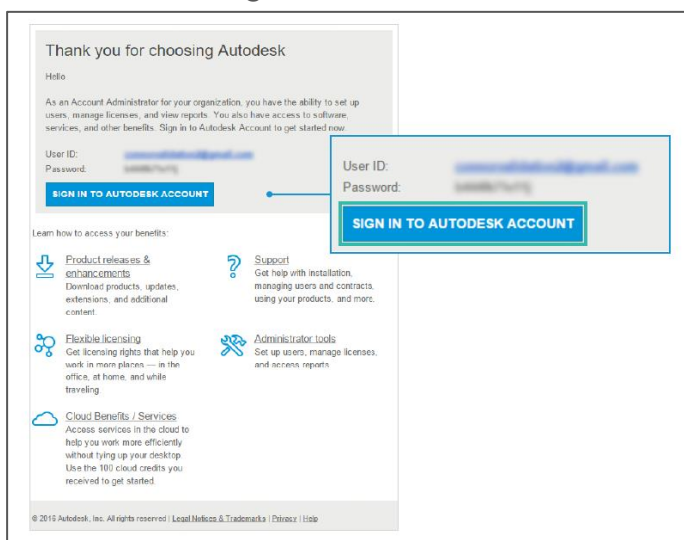 Thank you for choosing Autodesk
Hello
As an Account Administrator for your organization, you have the ability to set up
users, manage licenses, and view reports. You also have access to software,
services, and other benefits. Sign in to Autodesk Account to get started now.
User ID:
Password:
SIGN IN TO AUTODESK ACCOUNT
User ID:
Password:
SIGN IN TO AUTODESK ACCOUNT
Learn how to access your benefits:
Product releases &
enhancements
Download products, updates,
extensions, and additional
content.
Support
Get help with installation,
managing users and contracts,
using your products, and more.
Flexible licensing
Get licensing rights that help you
work in more places — in the
office, at home, and while
traveling.
Administrator tools
Set up users, manage licenses,
and access reports
Cloud Benefits / Services
Access services in the cloud to
help you work more efficiently
without tying up your desktop.
Use the 100 cloud credits you
received to get started.
© 2016 Autodesk, Inc. All rights reserved | Legal Notices & Trademarks | Privacy | Help